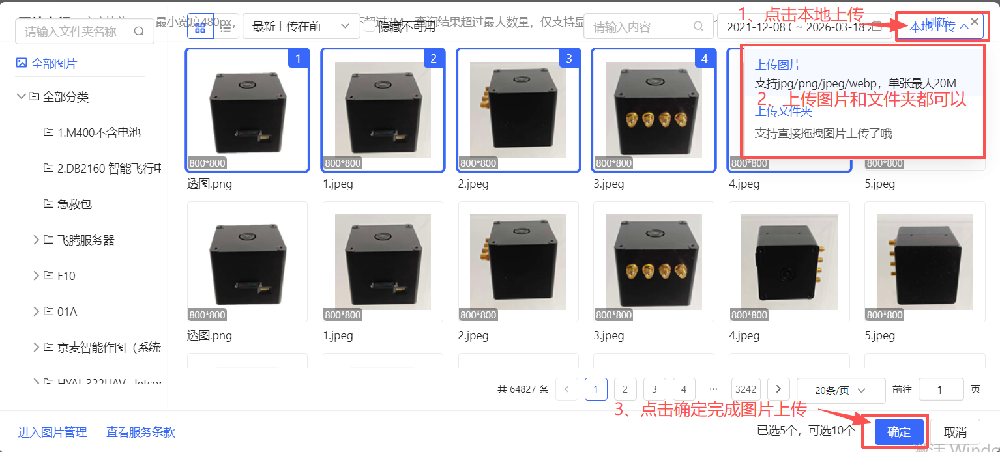 最小宽度480px，
查询结果超过最大数量，仅支持显
1、点击本地上传
刷新
请输入文件夹名称
最新上传在前
隐藏不可用
请输入内容
2021-12-08 0 ~ 2026-03-18 2
本地上传
全部图片
全部分类
1.M400不含电池
2.DB2160 智能飞行电
急救包
飞腾服务器
F10
01A
京麦智能作图（系统
HYAI-322UAV -Jetson
上传图片
支持jpg/png/jpeg/webp，单张最大20M
2、上传图片和文件夹都可以
上传文件夹
支持直接拖拽图片上传了哦
1
2
3
4
800*800
800*800
800*800
800*800
800*800
800*800
透图.png
1.jpeg
2.jpeg
3.jpeg
4.jpeg
5.jpeg
800*800
800*800
800*800
800*800
800*800
800*800
透图.png
1.jpeg
2.jpeg
3.jpeg
4.jpeg
5.jpeg
共 64827 条
1
2
3
4
···
3242
20条/页
前往
1
页
3、点击确定完成图片上传
进入图片管理
查看服务条款
已选5个，可选10个
确定
取消
激活 Windo